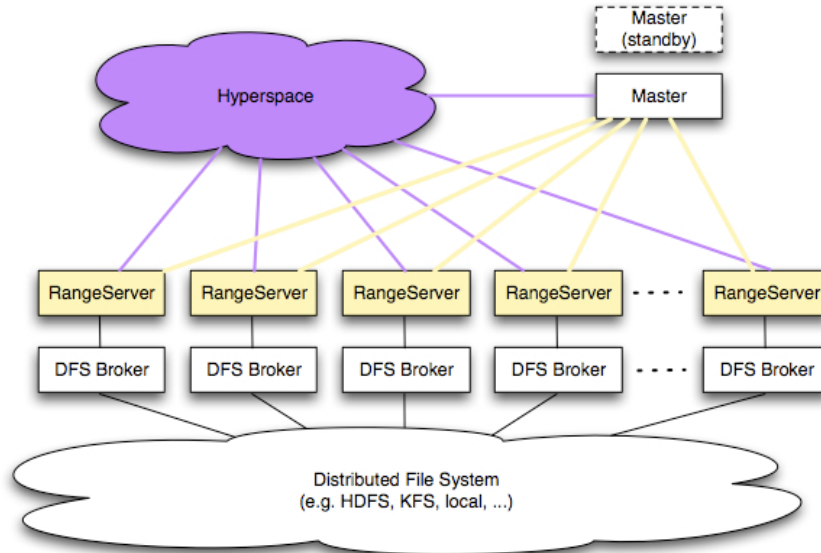 Master
(standby)
Hyperspace
Master
RangeServer
RangeServer
RangeServer
RangeServer
RangeServer
DFS Broker
DFS Broker
DFS Broker
DFS Broker
DFS Broker
Distributed File System
(e.g. HDFS, KFS, local, ...)